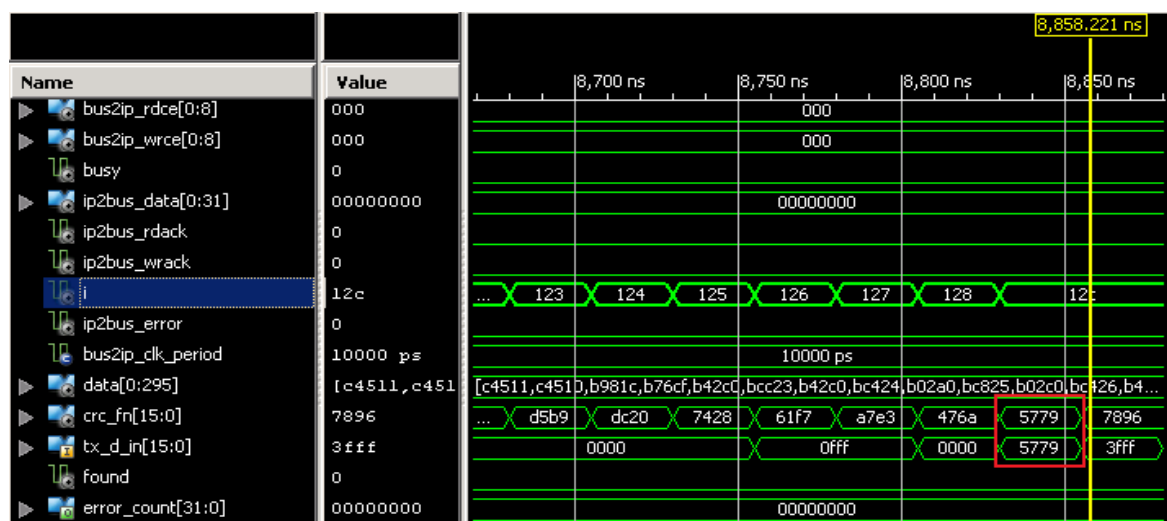 8,858.221 ns
Name Value 8,700 ns 8,750 ns 8,800 ns 8,850 ns
bus2ip_rdce[0:8] 000 000
bus2ip_wrce[0:8] 000 000
busy 0
ip2bus_data[0:31] 00000000 00000000
ip2bus_rdack 0
ip2bus_wrack 0
i 12c ... 123 124 125 126 127 128 12c
ip2bus_error 0
bus2ip_clk_period 10000 ps 10000 ps
data[0:295] [c4511,c451 [c4511,c4510,b981c,b76cf,b42c0,bcc23,b42c0,bc424,b02a0,bc825,b02c0,bc426,b4...
crc_fn[15:0] 7896 ... d5b9 dc20 7428 61f7 a7e3 476a 5779 7896
tx_d_in[15:0] 3fff 0000 0fff 0000 5779 3fff
found 0
error_count[31:0] 00000000 00000000